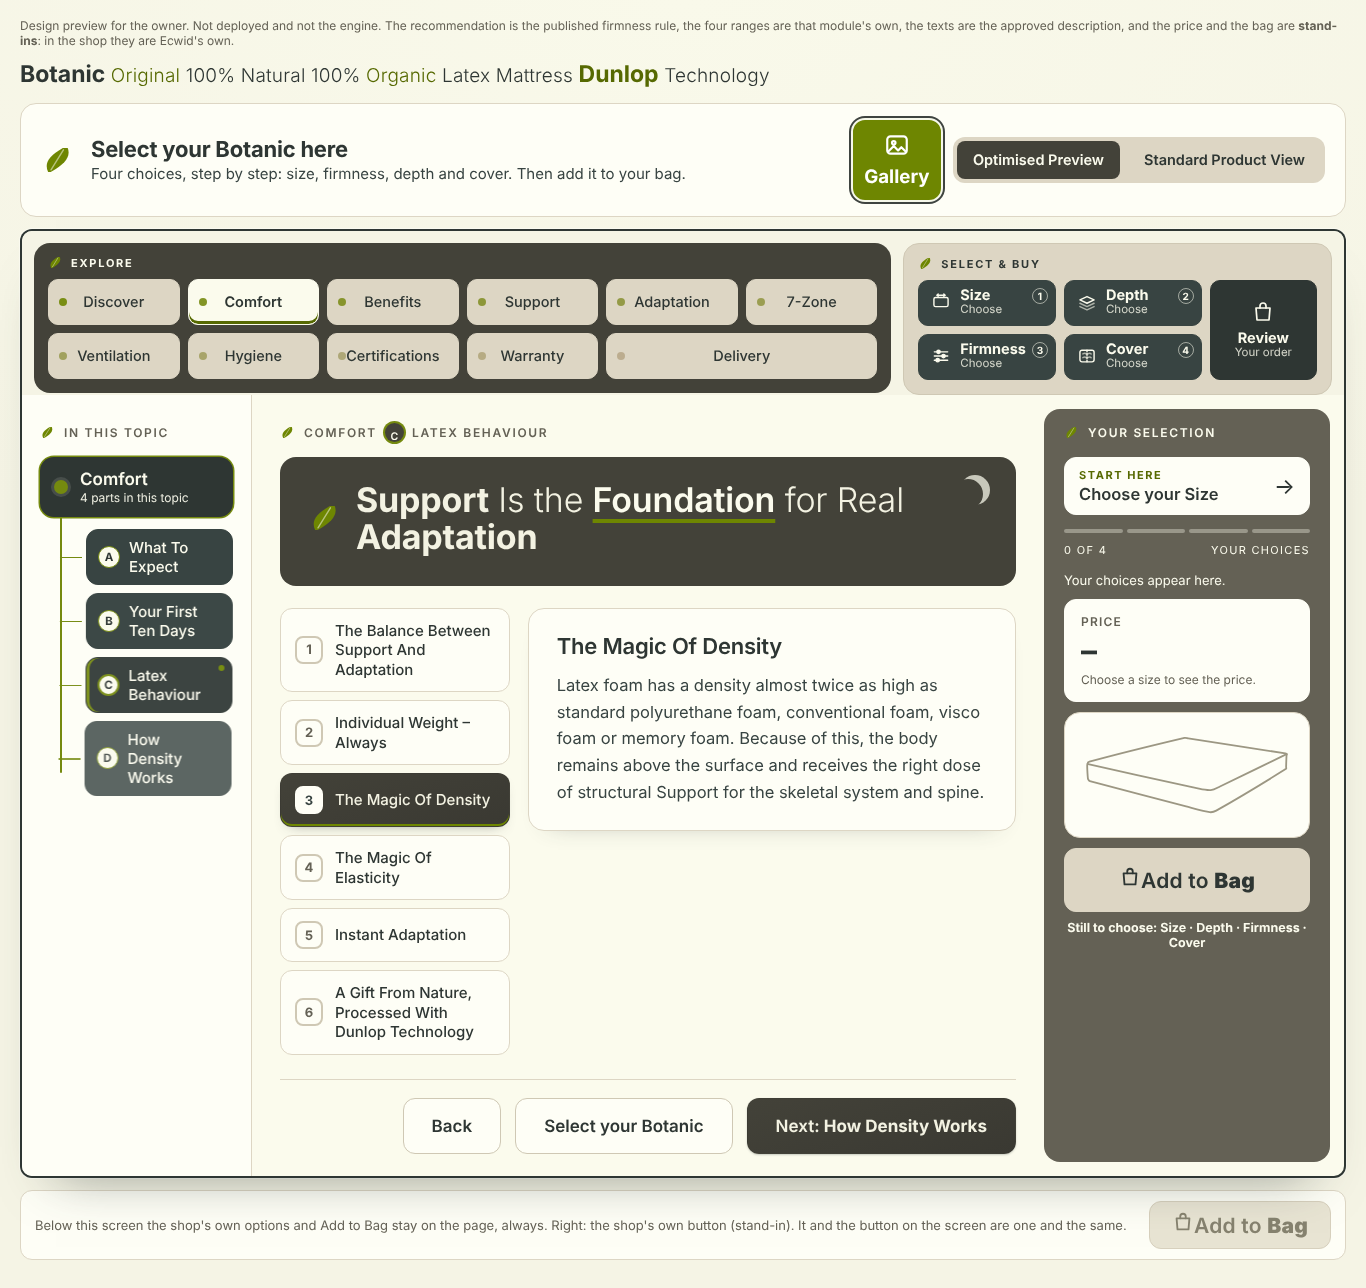 Design preview for the owner. Not deployed and not the engine. The recommendation is the published firmness rule, the four ranges are that module's own, the texts are the approved description, and the price and the bag are stand-
ins: in the shop they are Ecwid's own.
Botanic Original 100% Natural 100% Organic Latex Mattress Dunlop Technology
Select your Botanic here
Four choices, step by step: size, firmness, depth and cover. Then add it to your bag.
Gallery
Optimised Preview
Standard Product View
EXPLORE
Discover
Comfort
Benefits
Support
Adaptation
7-Zone
Ventilation
Hygiene
Certifications
Warranty
Delivery
SELECT & BUY
Size
Choose
1
Depth
Choose
2
Firmness
Choose
3
Cover
Choose
4
Review
Your order
IN THIS TOPIC
Comfort
4 parts in this topic
A
What To
Expect
B
Your First
Ten Days
C
Latex
Behaviour
D
How
Density
Works
COMFORT C LATEX BEHAVIOUR
Support Is the Foundation for Real
Adaptation
1
The Balance Between
Support And
Adaptation
2
Individual Weight –
Always
3
The Magic Of Density
4
The Magic Of
Elasticity
5
Instant Adaptation
6
A Gift From Nature,
Processed With
Dunlop Technology
The Magic Of Density
Latex foam has a density almost twice as high as
standard polyurethane foam, conventional foam, visco
foam or memory foam. Because of this, the body
remains above the surface and receives the right dose
of structural Support for the skeletal system and spine.
Back
Select your Botanic
Next: How Density Works
YOUR SELECTION
START HERE
Choose your Size
0 OF 4
YOUR CHOICES
Your choices appear here.
PRICE
–
Choose a size to see the price.
Add to Bag
Still to choose: Size · Depth · Firmness ·
Cover
Below this screen the shop's own options and Add to Bag stay on the page, always. Right: the shop's own button (stand-in). It and the button on the screen are one and the same.
Add to Bag